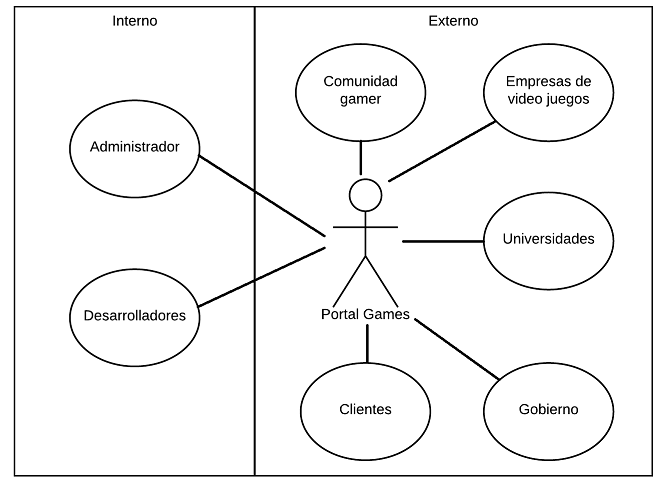 Interno
Externo
Comunidad
gamer
Empresas de
video juegos
Administrador
Universidades
Desarrolladores
Portal Games
Clientes
Gobierno